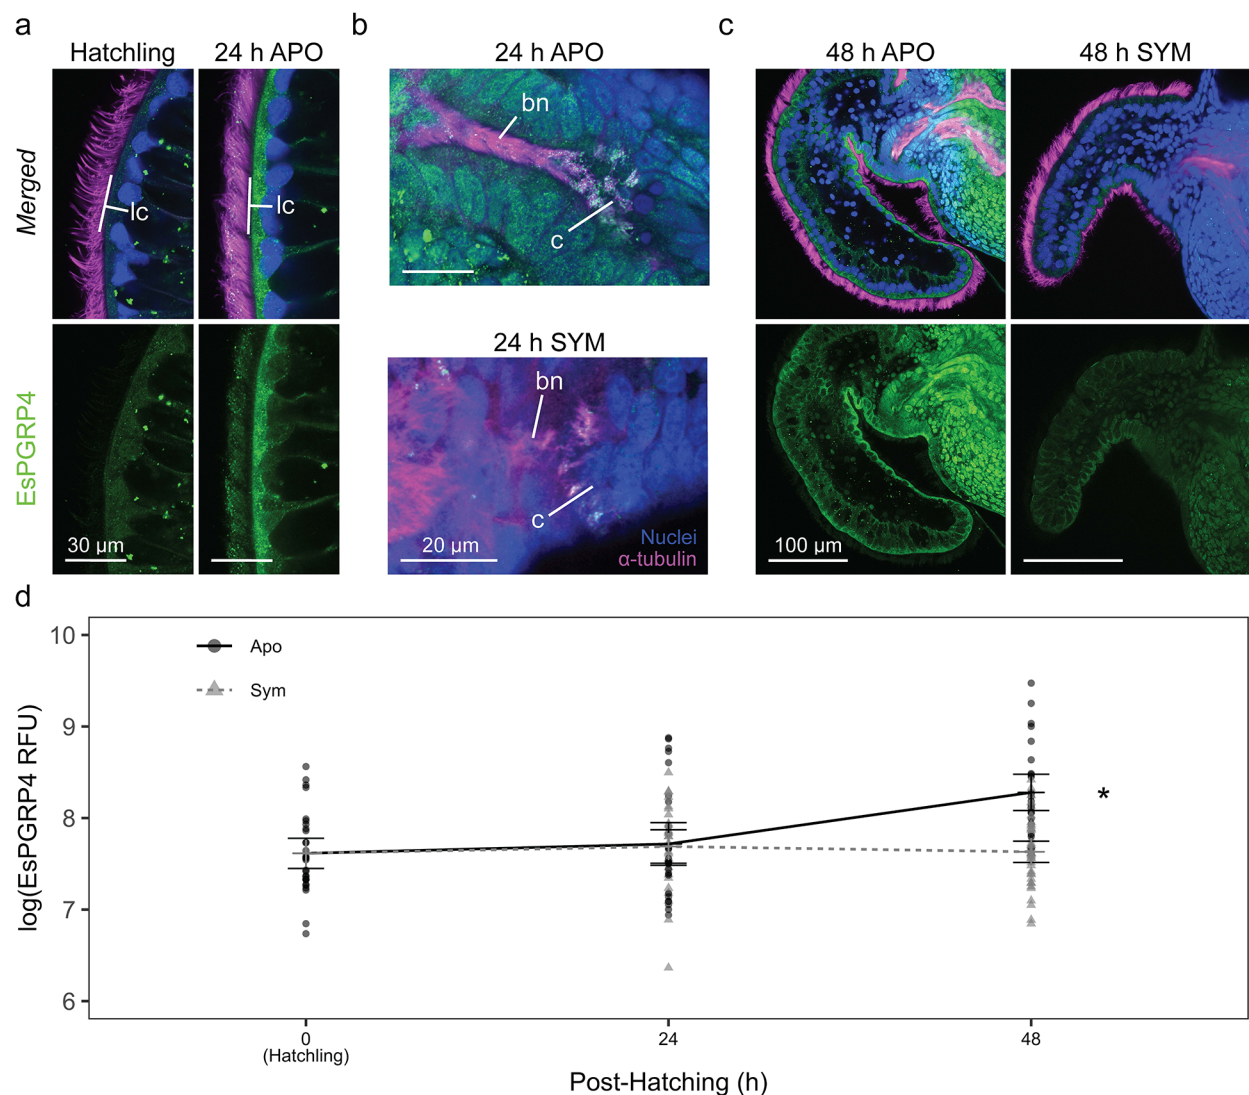 a
b
c
Hatchling
24 h APO
24 h APO
48 h APO
48 h SYM
Merged
lc
lc
bn
c
24 h SYM
EsPGRP4
bn
c
Nuclei
α-tubulin
30 μm
20 μm
100 μm
d
10
9
8
7
6
Apo
Sym
*
log(EsPGRP4 RFU)
0
(Hatchling)
24
48
Post-Hatching (h)